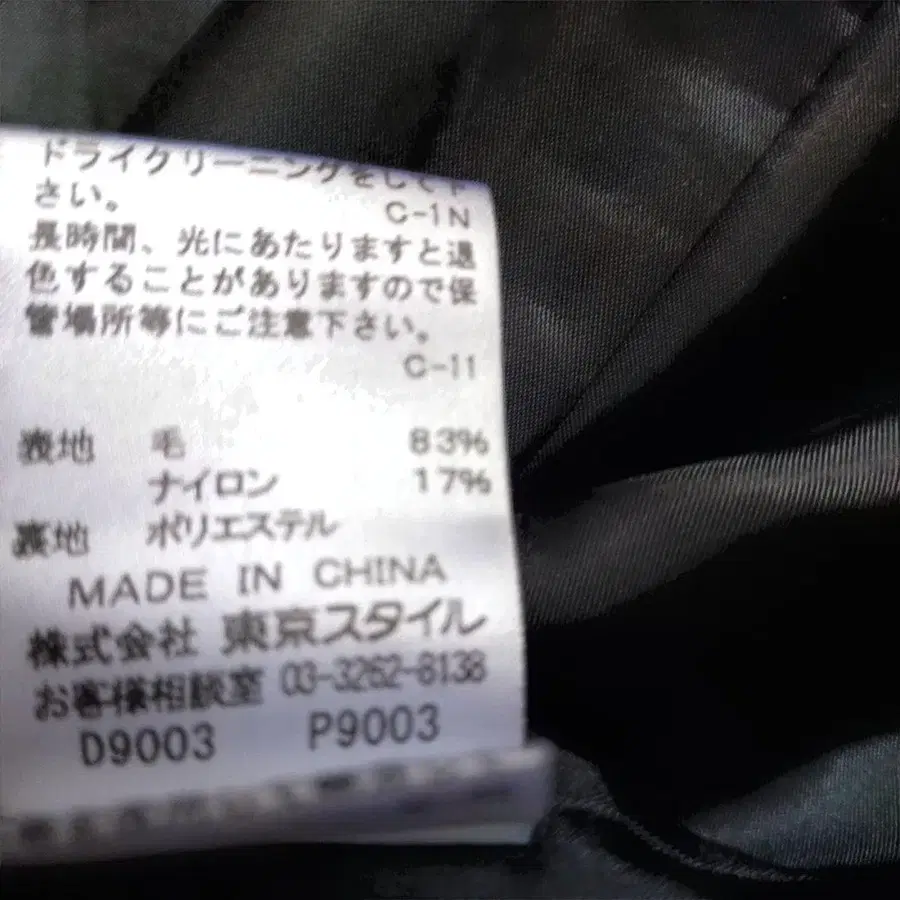 ドライクリーニングをして下
さい。
C-1N
長時間、光にあたりますと退
色することがありますので保
管場所等にご注意下さい。
C-11
表地 毛 83%
ナイロン 17%
裏地 ポリエステル
MADE IN CHINA
株式会社 東京スタイル
お客様相談室 03-3262-8138
D9003 P9003